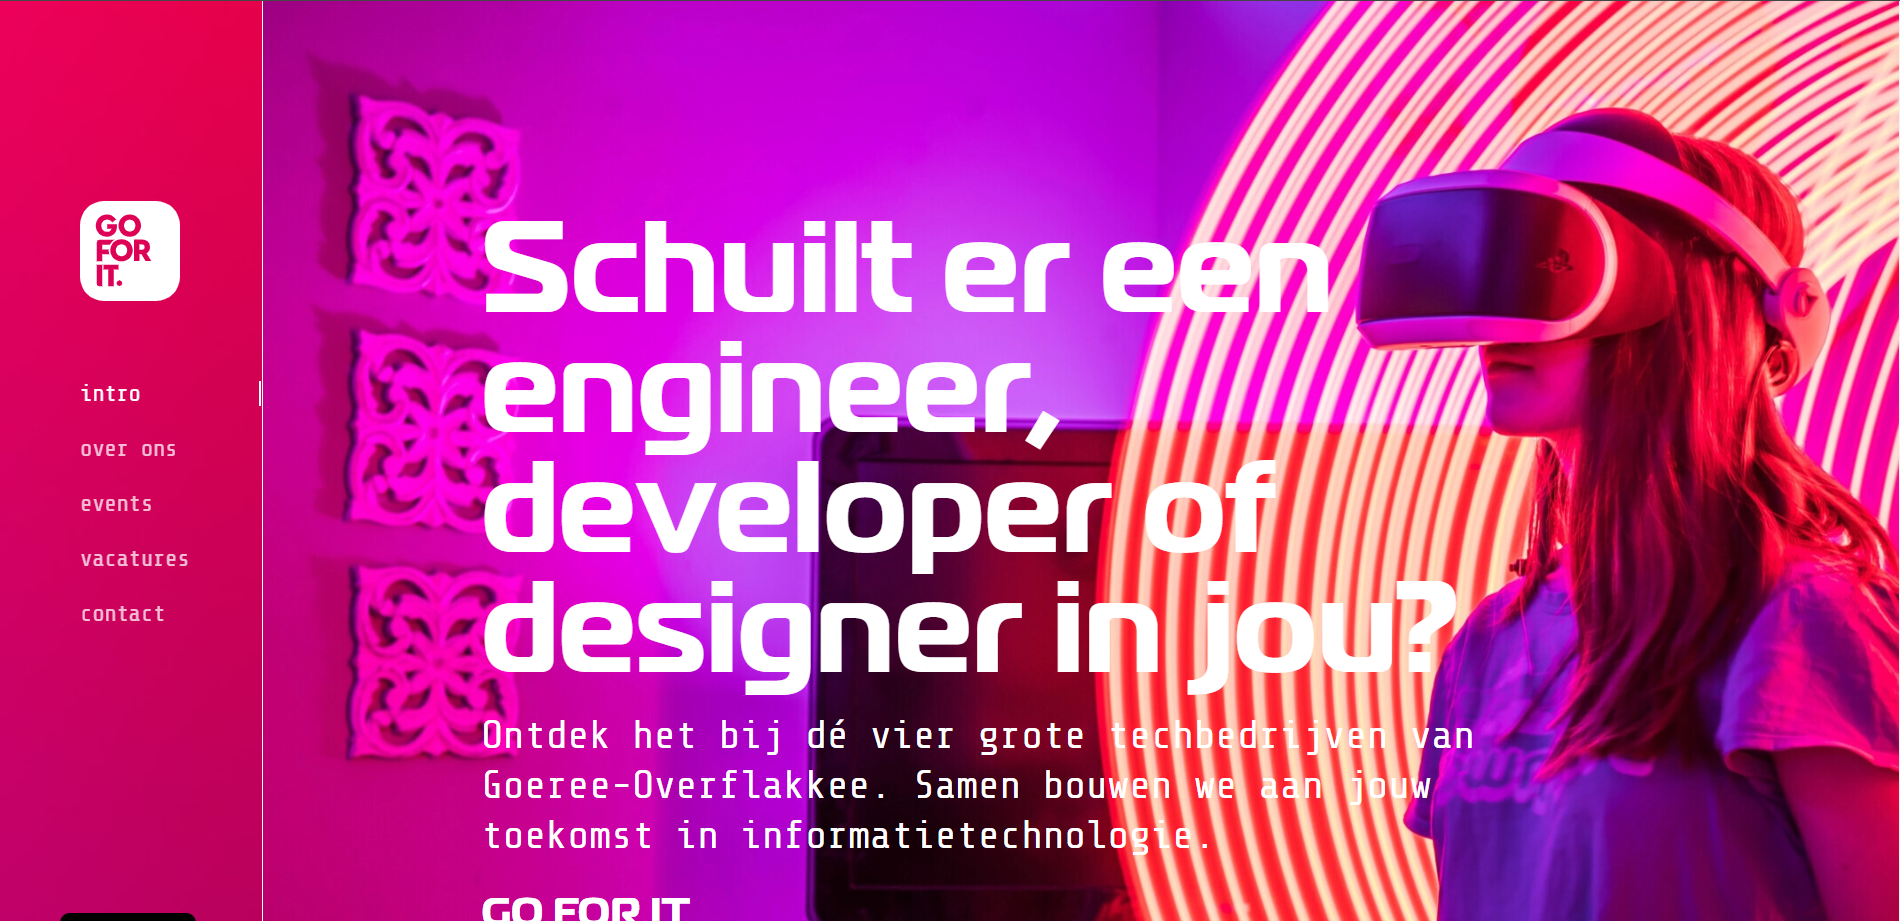 GO
FOR
IT.
intro
over ons
events
vacatures
contact
Schuilt er een
engineer,
developer of
designer in jou?
Ontdek het bij dé vier grote techbedrijven van
Goeree-Overflakkee. Samen bouwen we aan jouw
toekomst in informatietechnologie.
GO FOR IT